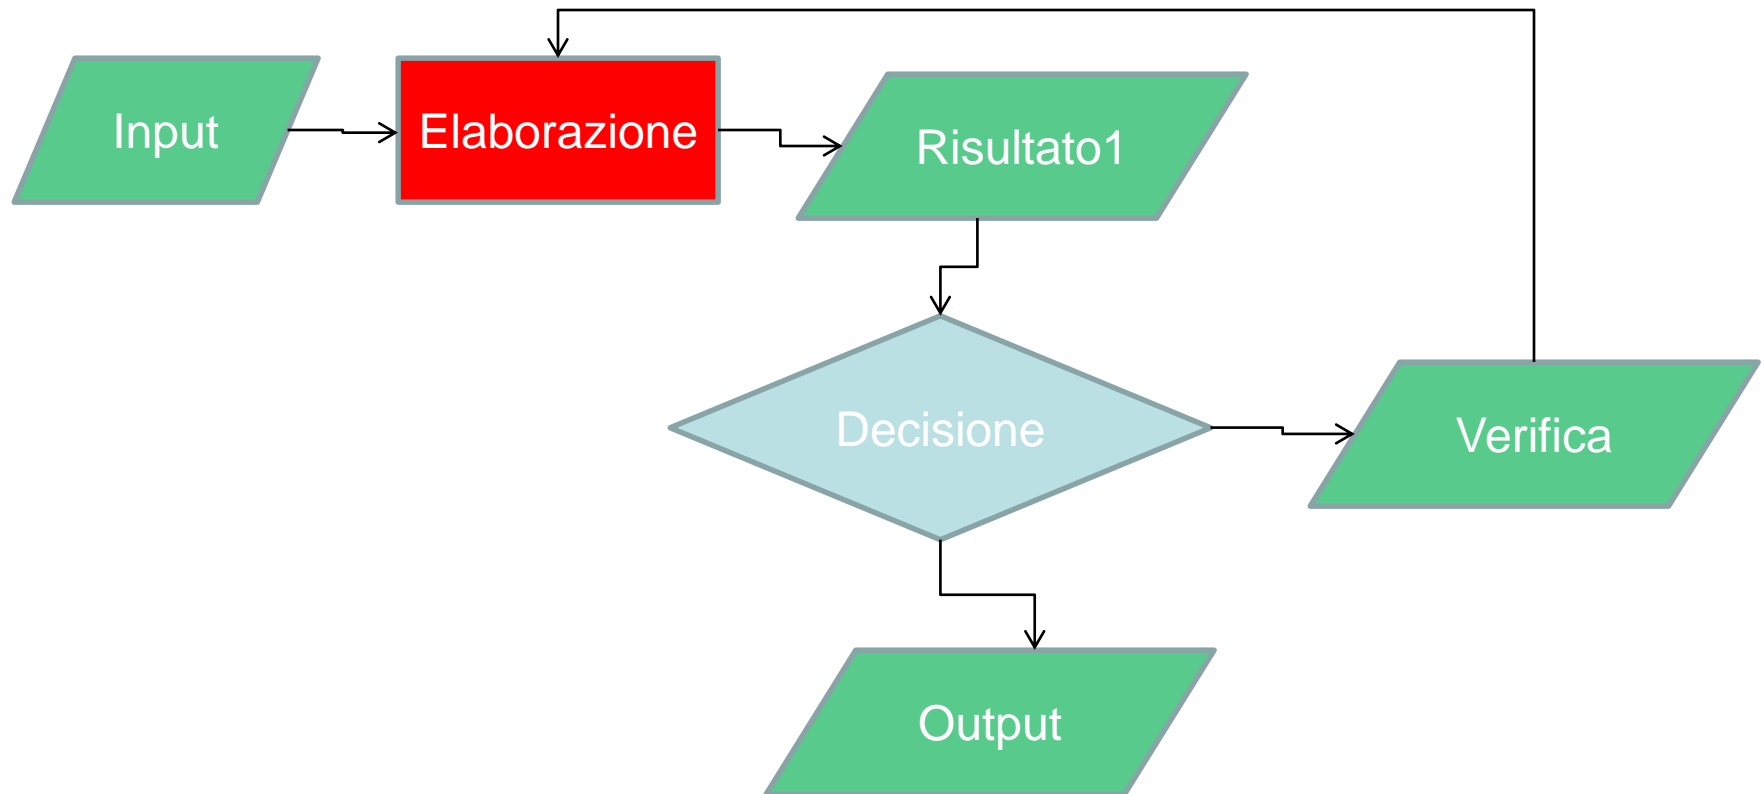 Input
Elaborazione
Risultato1
Decisione
Verifica
Output